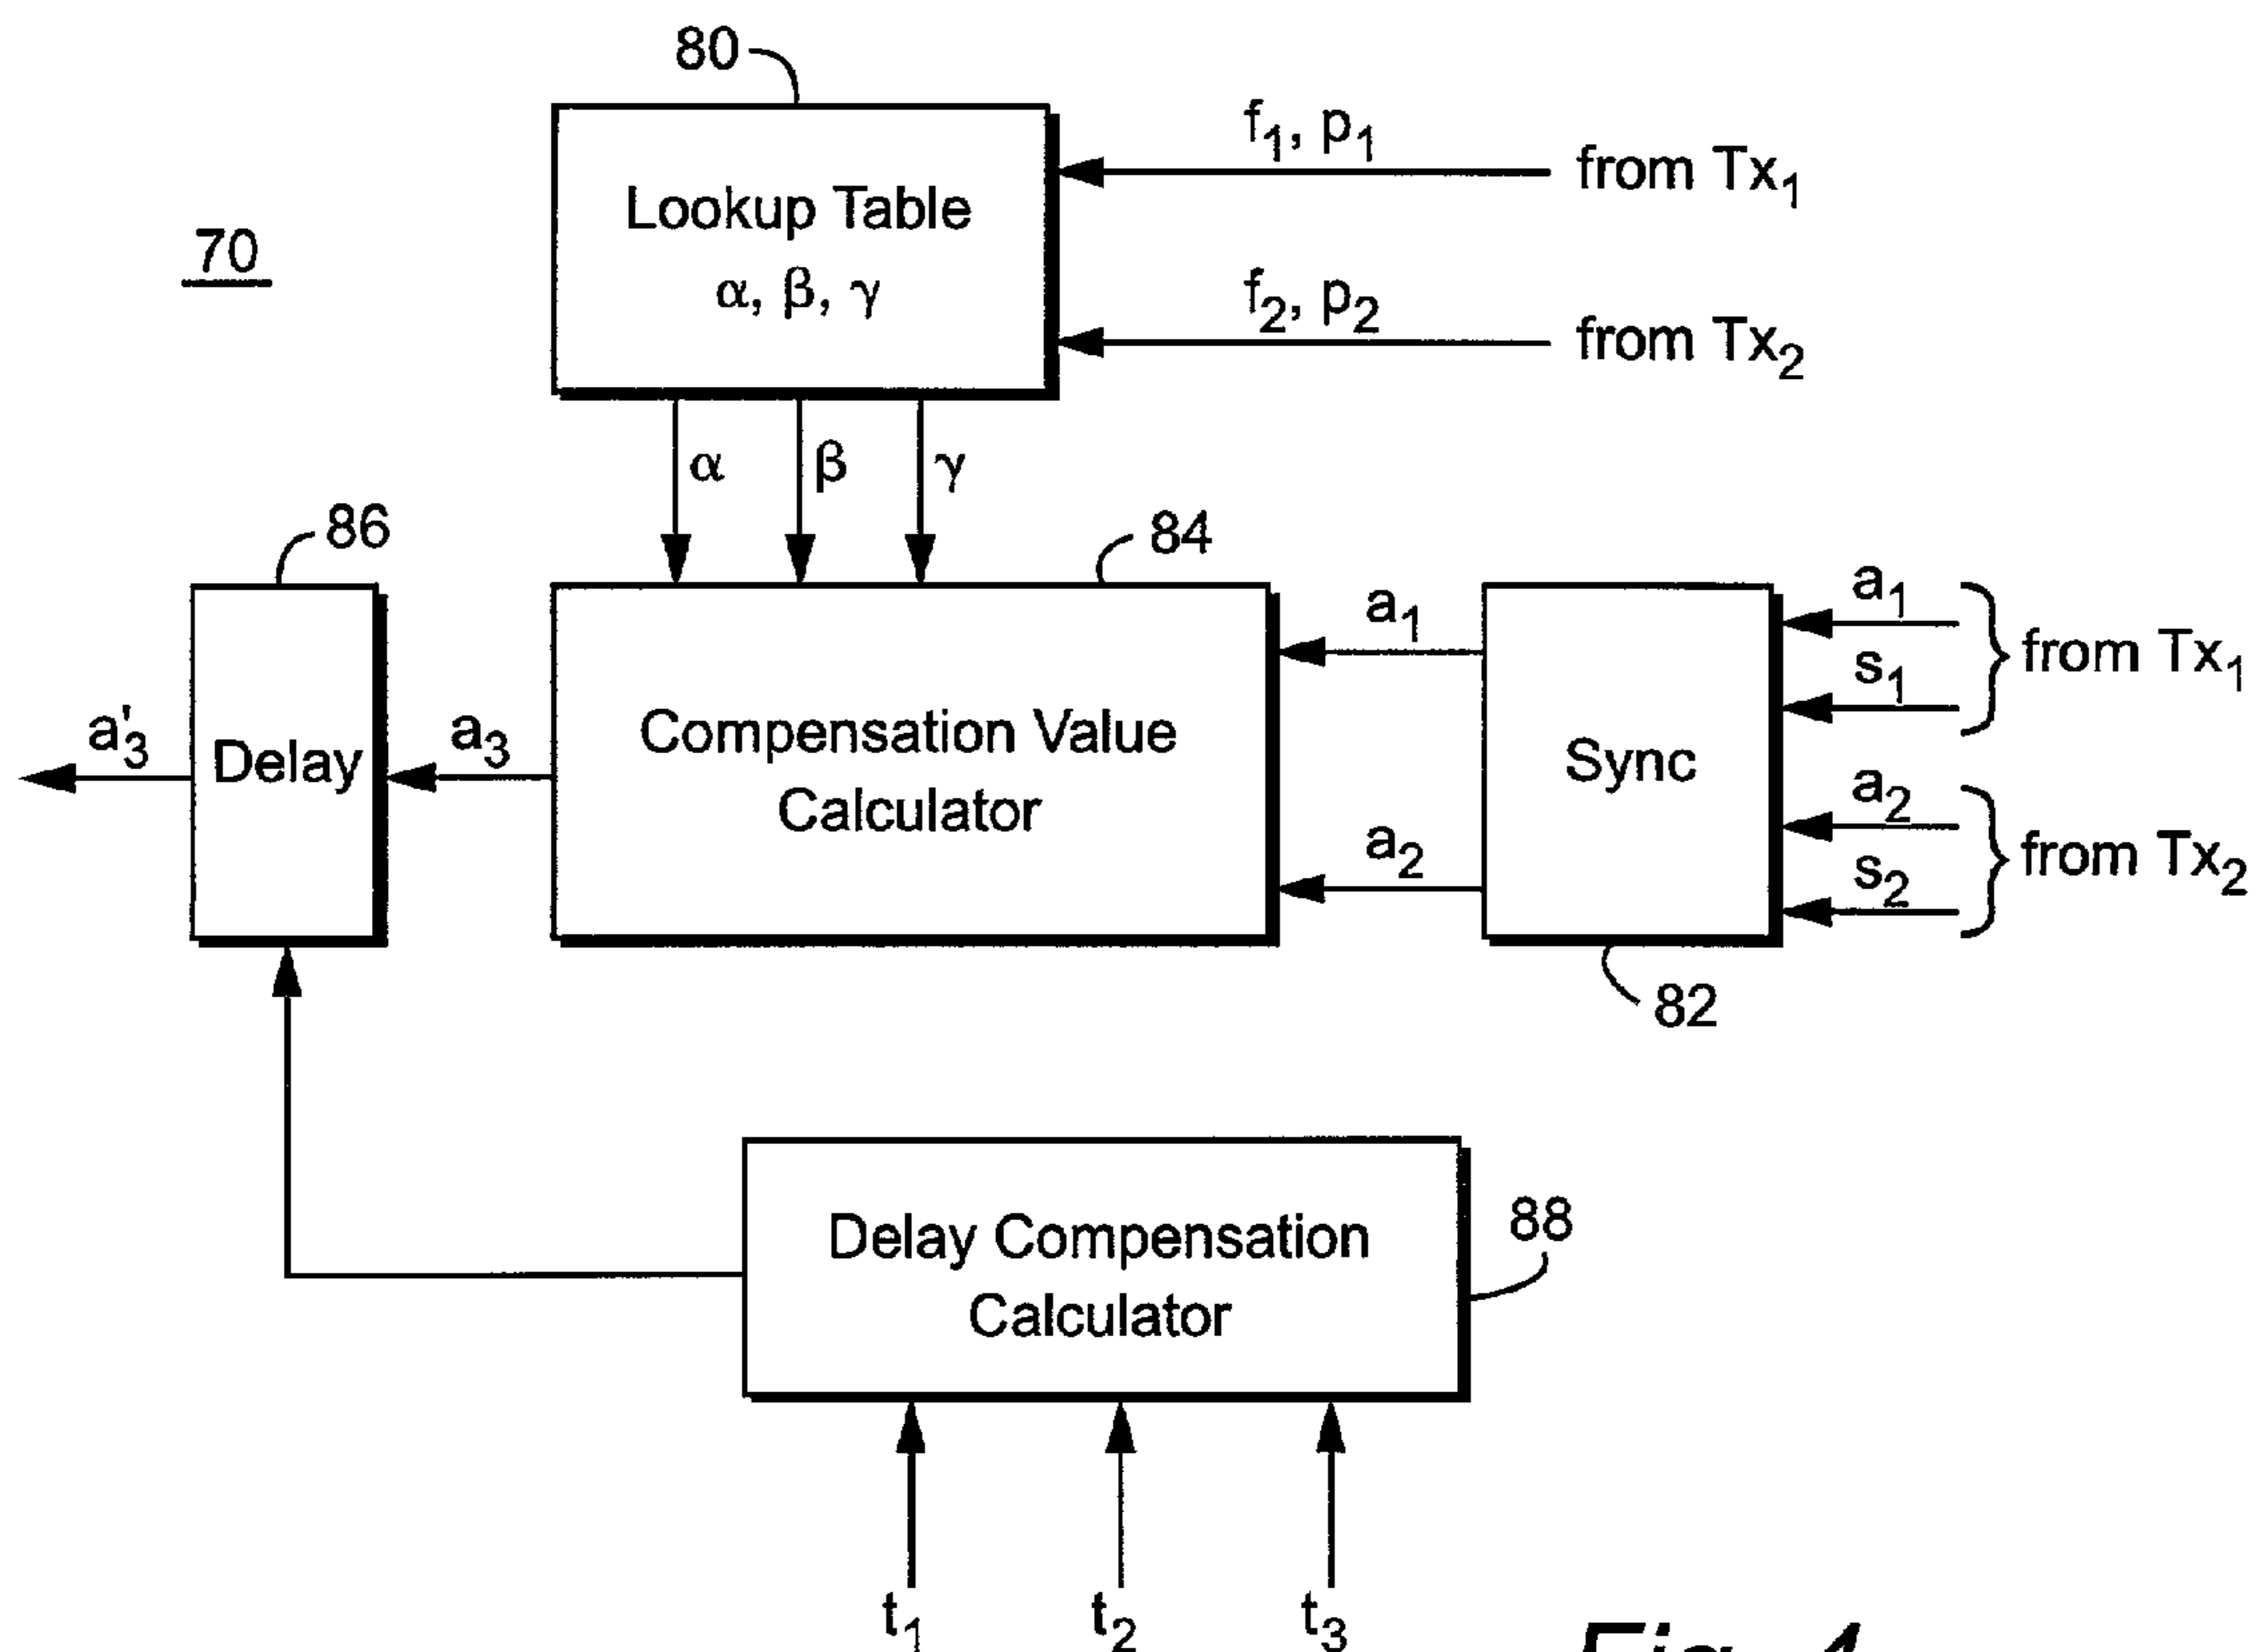 80
f₁, p₁
from Tx₁
Lookup Table
α, β, γ
70
f₂, p₂
from Tx₂
α
β
γ
86
84
a₁
a₁
s₁
from Tx₁
a'₃
Delay
a₃
Compensation Value
Calculator
Sync
a₂
a₂
s₂
from Tx₂
82
Delay Compensation
Calculator
88
t₁
t₂
t₃